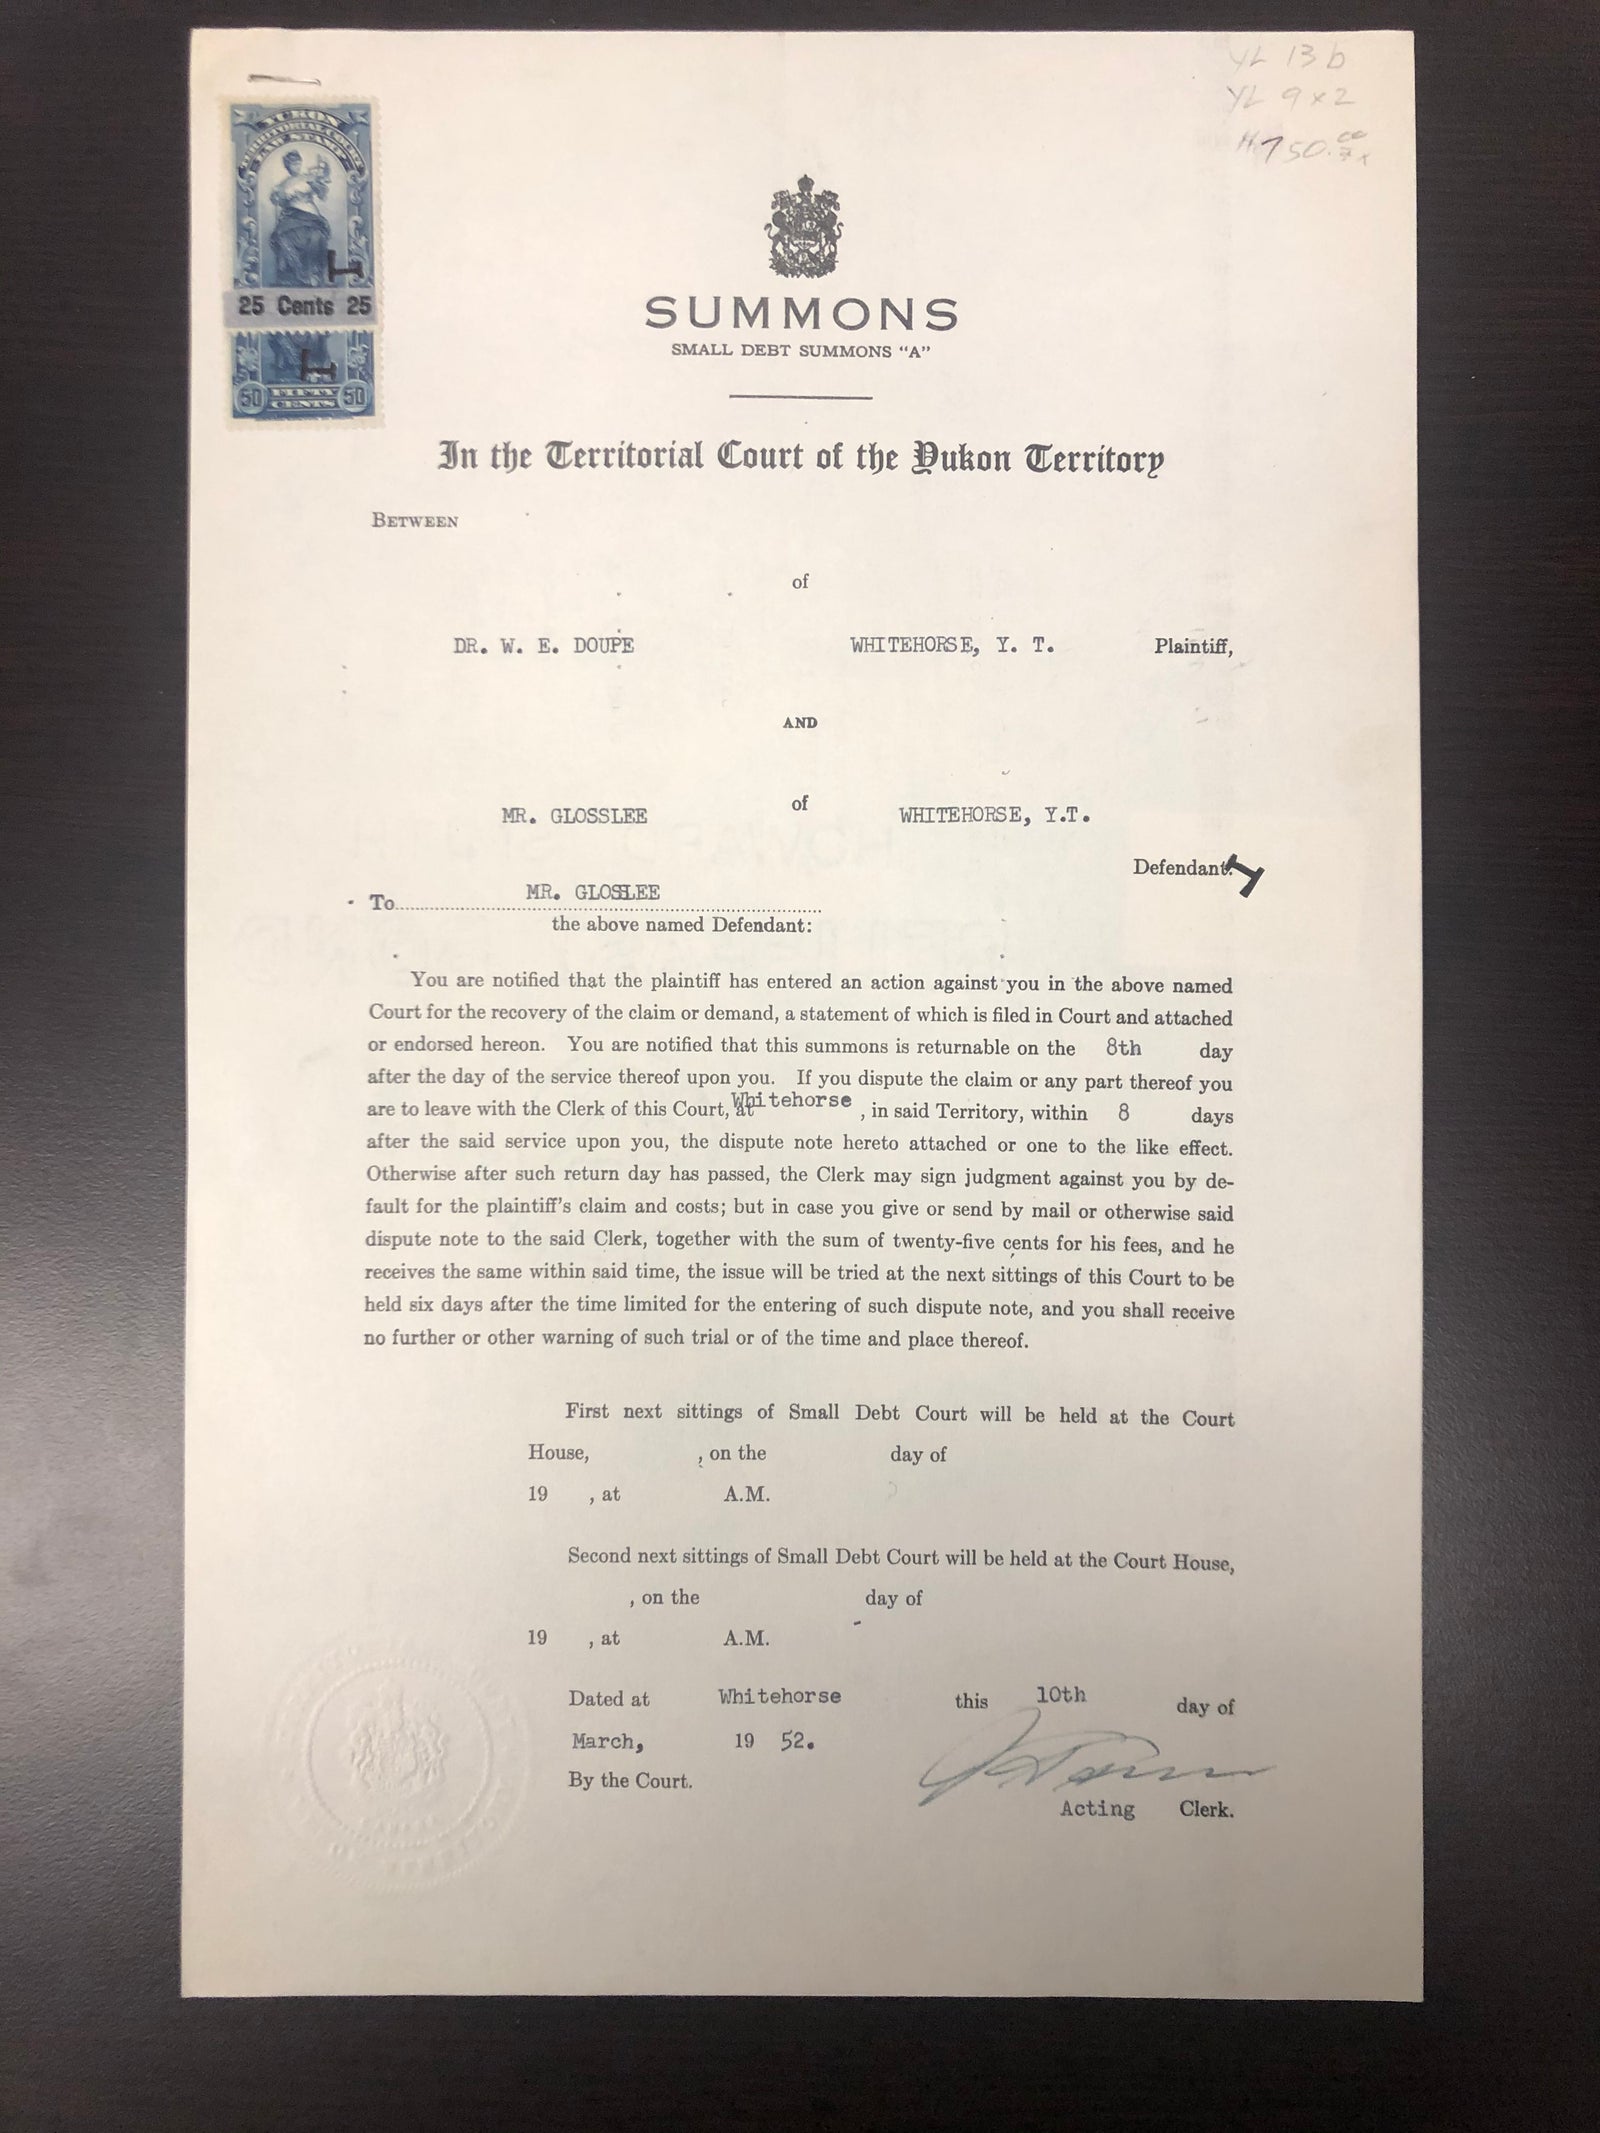 YL 13 b
YL 9 x 2
YUKON
TERRITORIAL COURT
LAW STAMP
25 Cents 25
50 FIFTY CENTS 50
SUMMONS
SMALL DEBT SUMMONS “A”
In the Territorial Court of the Yukon Territory
BETWEEN
of
DR. W. E. DOUPE WHITEHORSE, Y. T. Plaintiff,
AND
of
MR. GLOSSLEE WHITEHORSE, Y.T.
Defendant.
To MR. GLOSLEE
the above named Defendant:
You are notified that the plaintiff has entered an action against you in the above named
Court for the recovery of the claim or demand, a statement of which is filed in Court and attached
or endorsed hereon. You are notified that this summons is returnable on the 8th day
after the day of the service thereof upon you. If you dispute the claim or any part thereof you
are to leave with the Clerk of this Court, at Whitehorse , in said Territory, within 8 days
after the said service upon you, the dispute note hereto attached or one to the like effect.
Otherwise after such return day has passed, the Clerk may sign judgment against you by de-
fault for the plaintiff’s claim and costs; but in case you give or send by mail or otherwise said
dispute note to the said Clerk, together with the sum of twenty-five cents for his fees, and he
receives the same within said time, the issue will be tried at the next sittings of this Court to be
held six days after the time limited for the entering of such dispute note, and you shall receive
no further or other warning of such trial or of the time and place thereof.
First next sittings of Small Debt Court will be held at the Court
House, , on the day of
19 , at A.M.
Second next sittings of Small Debt Court will be held at the Court House,
, on the day of
19 , at A.M.
Dated at Whitehorse this 10th day of
March, 19 52.
By the Court.
Acting Clerk.